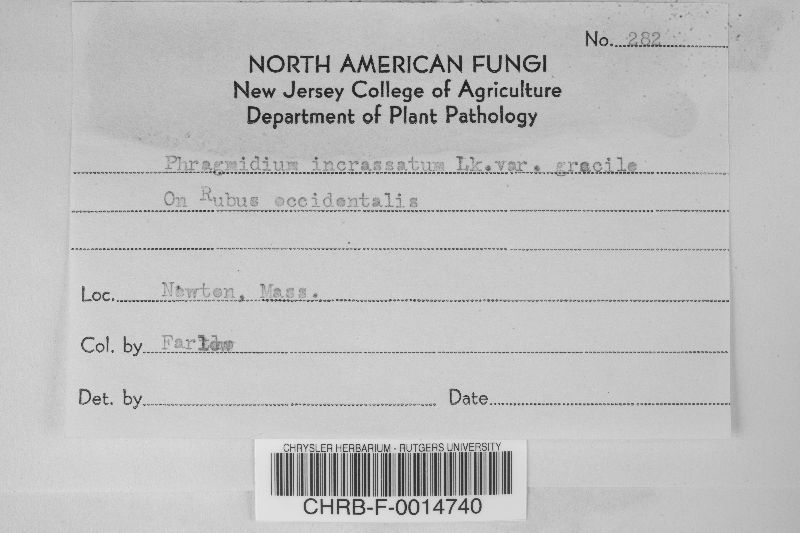 No. 282
NORTH AMERICAN FUNGI
New Jersey College of Agriculture
Department of Plant Pathology
Phragmidium incrassatum Lk.var. gracile
On Rubus occidentalis
Loc. Newton, Mass.
Col. by Farlow
Det. by
Date
CHRYSLER HERBARIUM - RUTGERS UNIVERSITY
CHRB-F-0014740